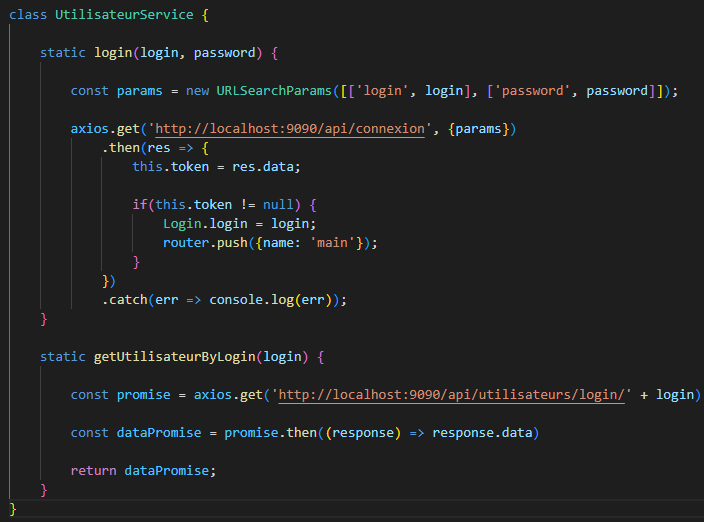 class UtilisateurService {
static login(login, password) {
const params = new URLSearchParams([['login', login], ['password', password]]);
axios.get('http://localhost:9090/api/connexion', {params})
.then(res => {
this.token = res.data;
if(this.token != null) {
Login.login = login;
router.push({name: 'main'});
}
})
.catch(err => console.log(err));
}
static getUtilisateurByLogin(login) {
const promise = axios.get('http://localhost:9090/api/utilisateurs/login/' + login)
const dataPromise = promise.then((response) => response.data)
return dataPromise;
}
}